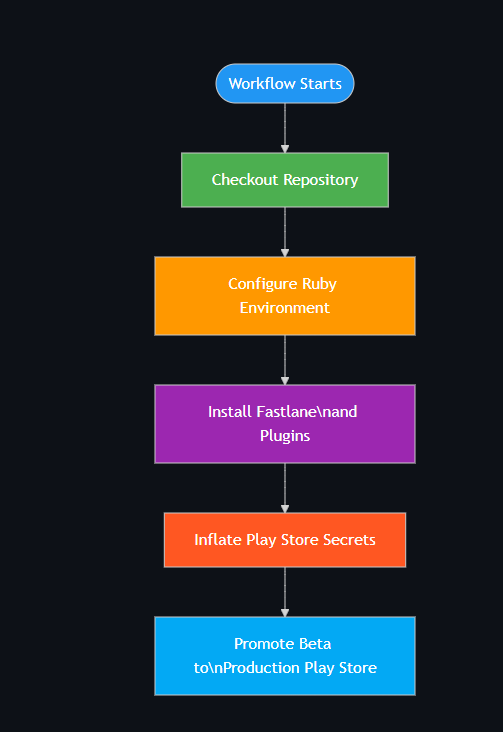 Workflow Starts
Checkout Repository
Configure Ruby
Environment
Install Fastlane\nand
Plugins
Inflate Play Store Secrets
Promote Beta
to\nProduction Play Store